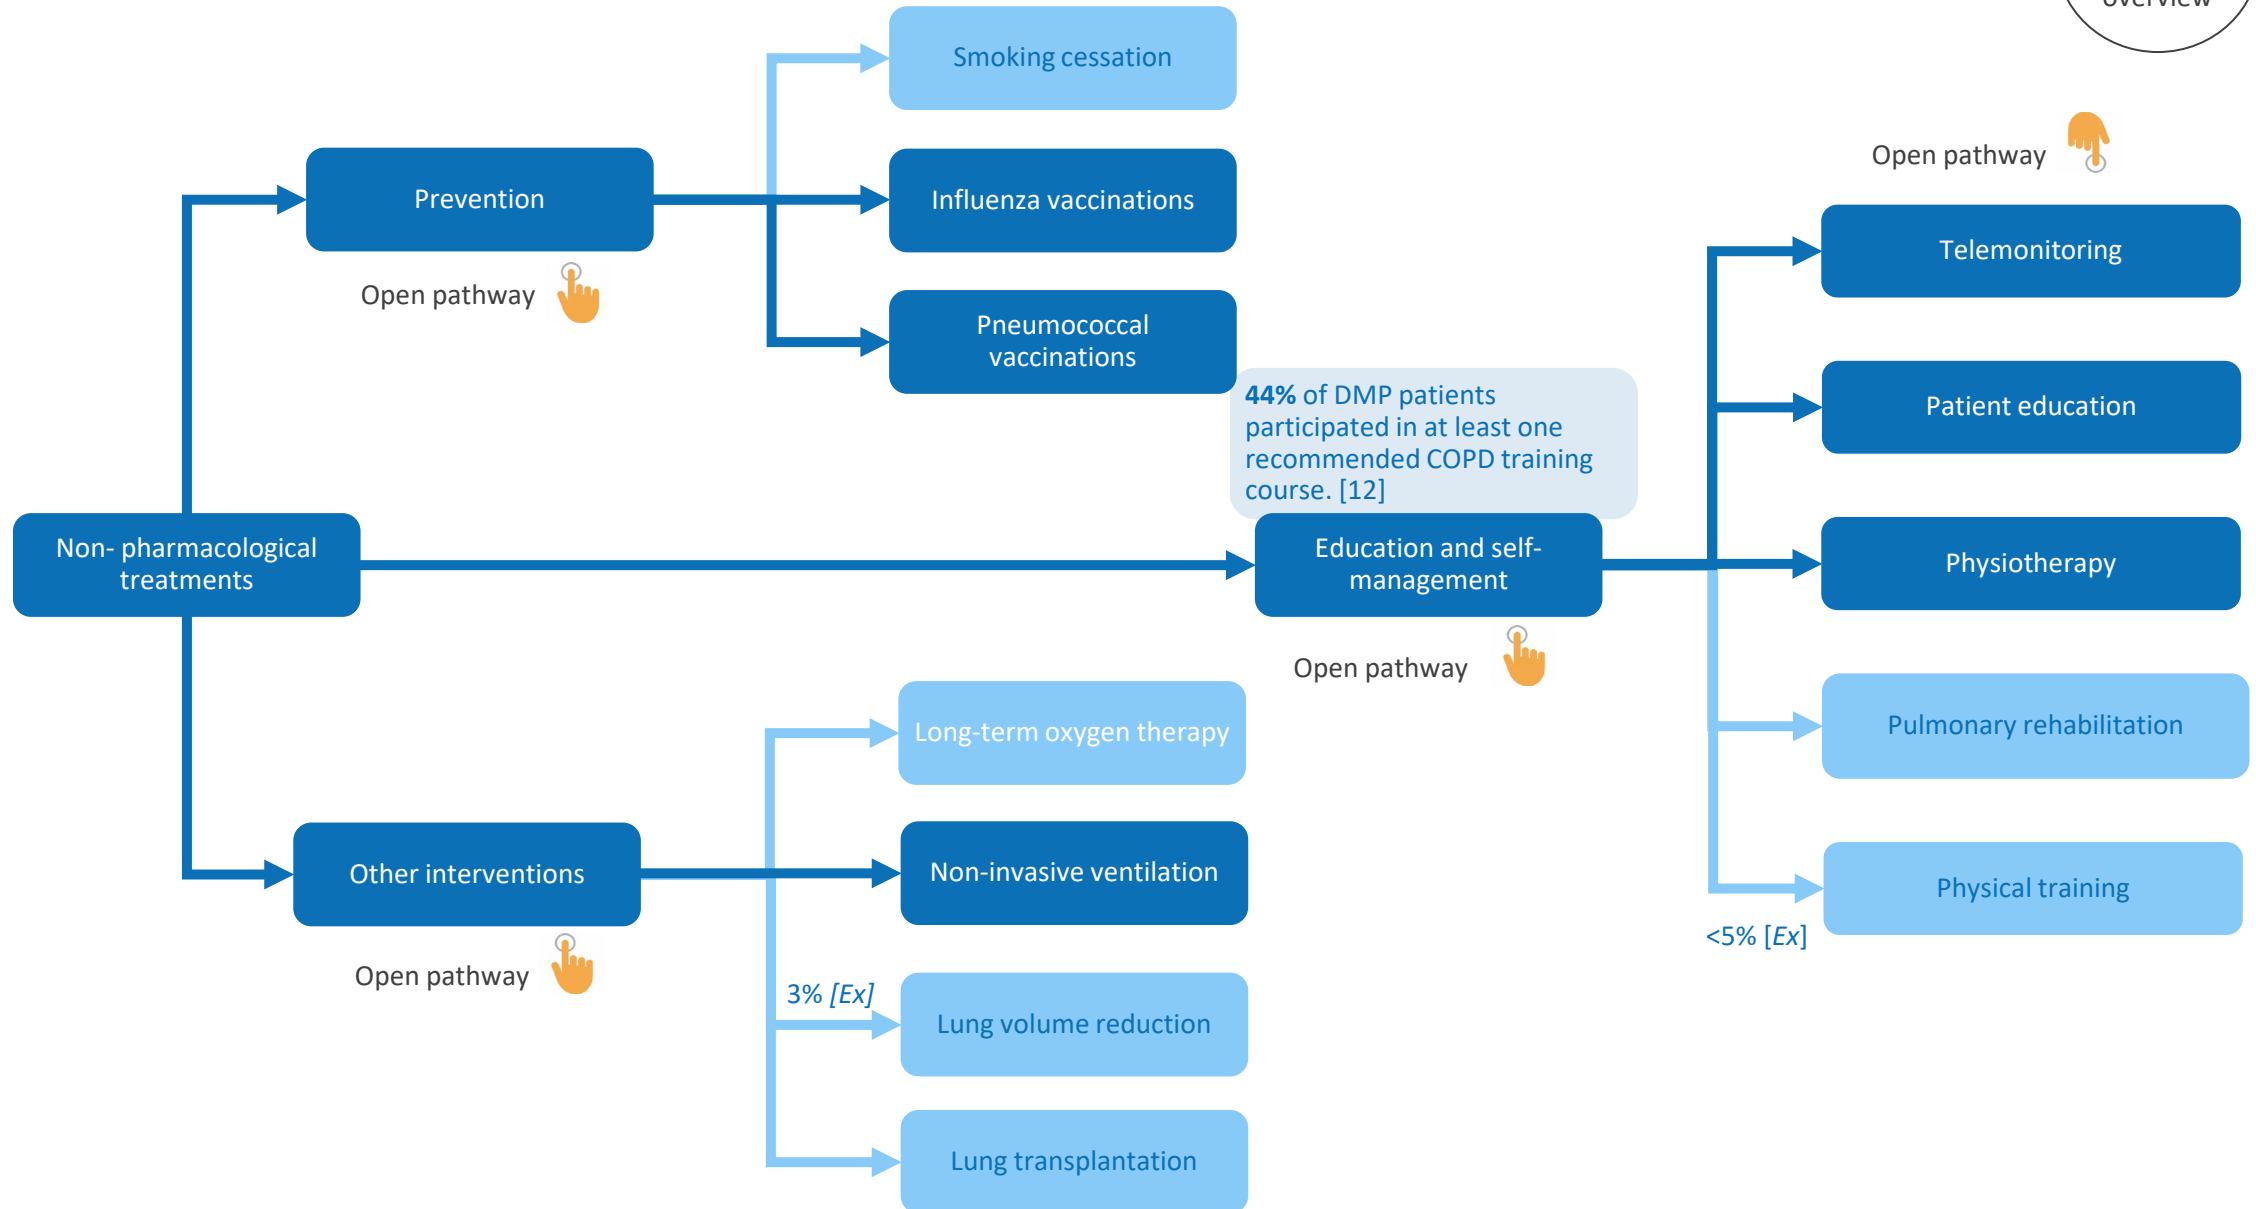 overview
Smoking cessation
Open pathway
Prevention
Influenza vaccinations
Telemonitoring
Open pathway
Pneumococcal
vaccinations
44% of DMP patients
participated in at least one
recommended COPD training
course. [12]
Patient education
Non- pharmacological
treatments
Education and self-
management
Physiotherapy
Open pathway
Long-term oxygen therapy
Pulmonary rehabilitation
Other interventions
Non-invasive ventilation
Physical training
<5% [Ex]
Open pathway
3% [Ex]
Lung volume reduction
Lung transplantation